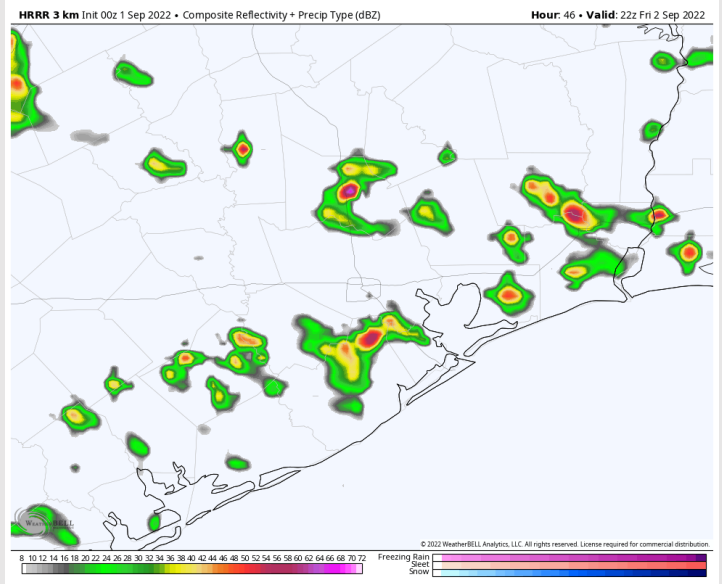 HRRR 3 km Init 00z 1 Sep 2022 • Composite Reflectivity + Precip Type (dBZ)
Hour: 46 • Valid: 22z Fri 2 Sep 2022
WeatherBELL
© 2022 WeatherBELL Analytics, LLC. All rights reserved. License required for commercial distribution.
8 10 12 14 16 18 20 22 24 26 28 30 32 34 36 38 40 42 44 46 48 50 52 54 56 58 60 62 64 66 68 70 72
Freezing Rain
Sleet
Snow